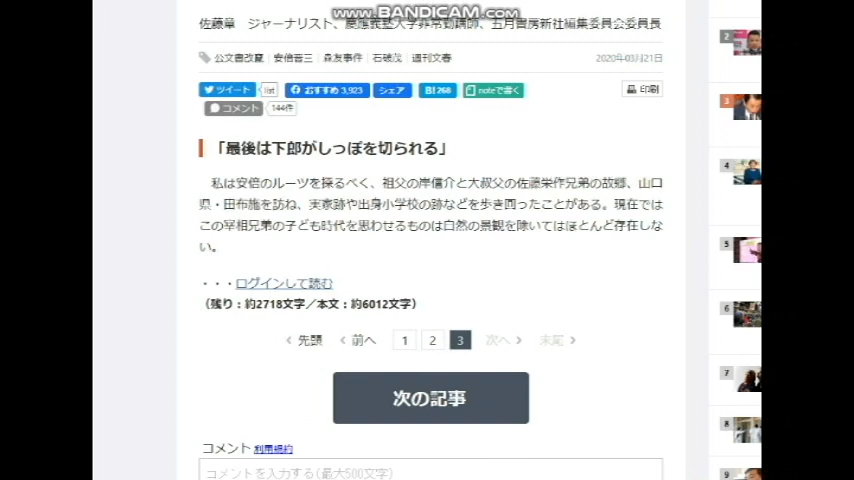 www.BANDICAM.com
佐藤章　ジャーナリスト、慶應義塾大学非常勤講師、五月書房新社編集委員会委員長
公文書改竄｜安倍晋三｜森友事件｜石破茂｜週刊文春
2020年03月21日
ツイート list おすすめ 3,923 シェア B! 268 noteで書く 印刷
コメント 144件
「最後は下部がしっぽを切られる」
私は安倍のルーツを探るべく、祖父の岸信介と大叔父の佐藤栄作兄弟の故郷、山口
県・田布施を訪ね、実家跡や出身小学校の跡などを歩き回ったことがある。現在では
この宰相兄弟の子ども時代を思わせるものは自然の景観を除いてはほとんど存在しな
い。
・・・ログインして読む
（残り：約2718文字／本文：約6012文字）
先頭 前へ 1 2 3 次へ 末尾
次の記事
コメント 利用規約
コメントを入力する（最大500文字）
2
3
4
5
6
7
8
9